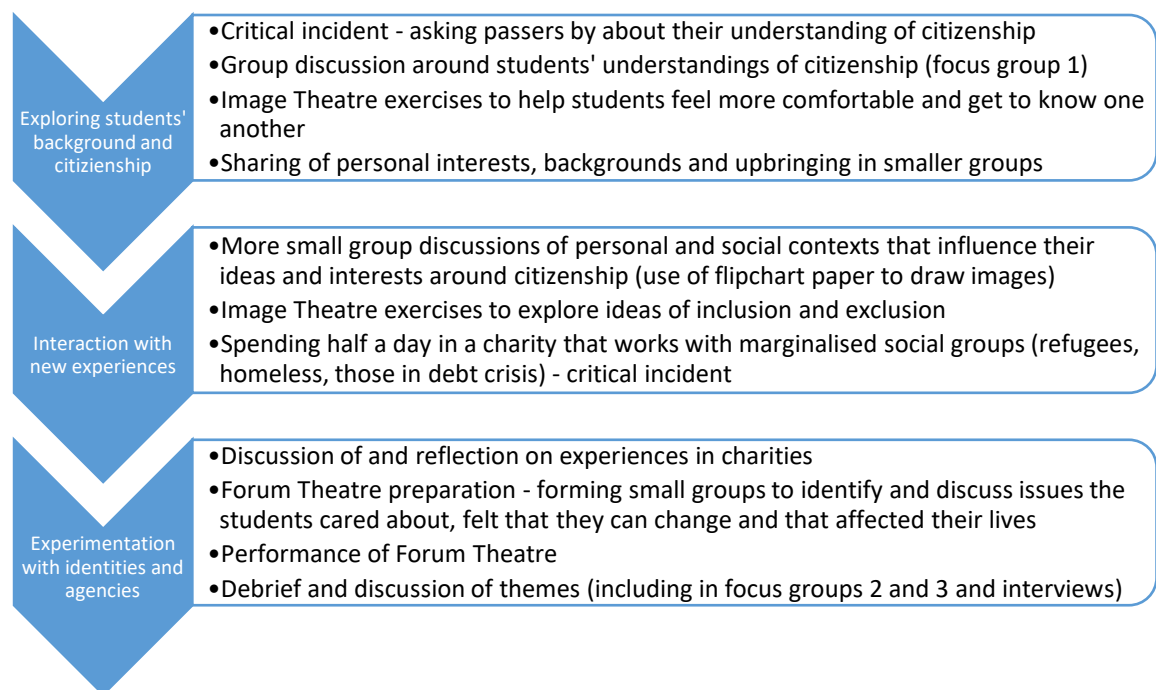 Exploring students'
background and
citizienship
•Critical incident - asking passers by about their understanding of citizenship
•Group discussion around students' understandings of citizenship (focus group 1)
•Image Theatre exercises to help students feel more comfortable and get to know one
another
•Sharing of personal interests, backgrounds and upbringing in smaller groups
Interaction with
new experiences
•More small group discussions of personal and social contexts that influence their
ideas and interests around citizenship (use of flipchart paper to draw images)
•Image Theatre exercises to explore ideas of inclusion and exclusion
•Spending half a day in a charity that works with marginalised social groups (refugees,
homeless, those in debt crisis) - critical incident
Experimentation
with identities and
agencies
•Discussion of and reflection on experiences in charities
•Forum Theatre preparation - forming small groups to identify and discuss issues the
students cared about, felt that they can change and that affected their lives
•Performance of Forum Theatre
•Debrief and discussion of themes (including in focus groups 2 and 3 and interviews)